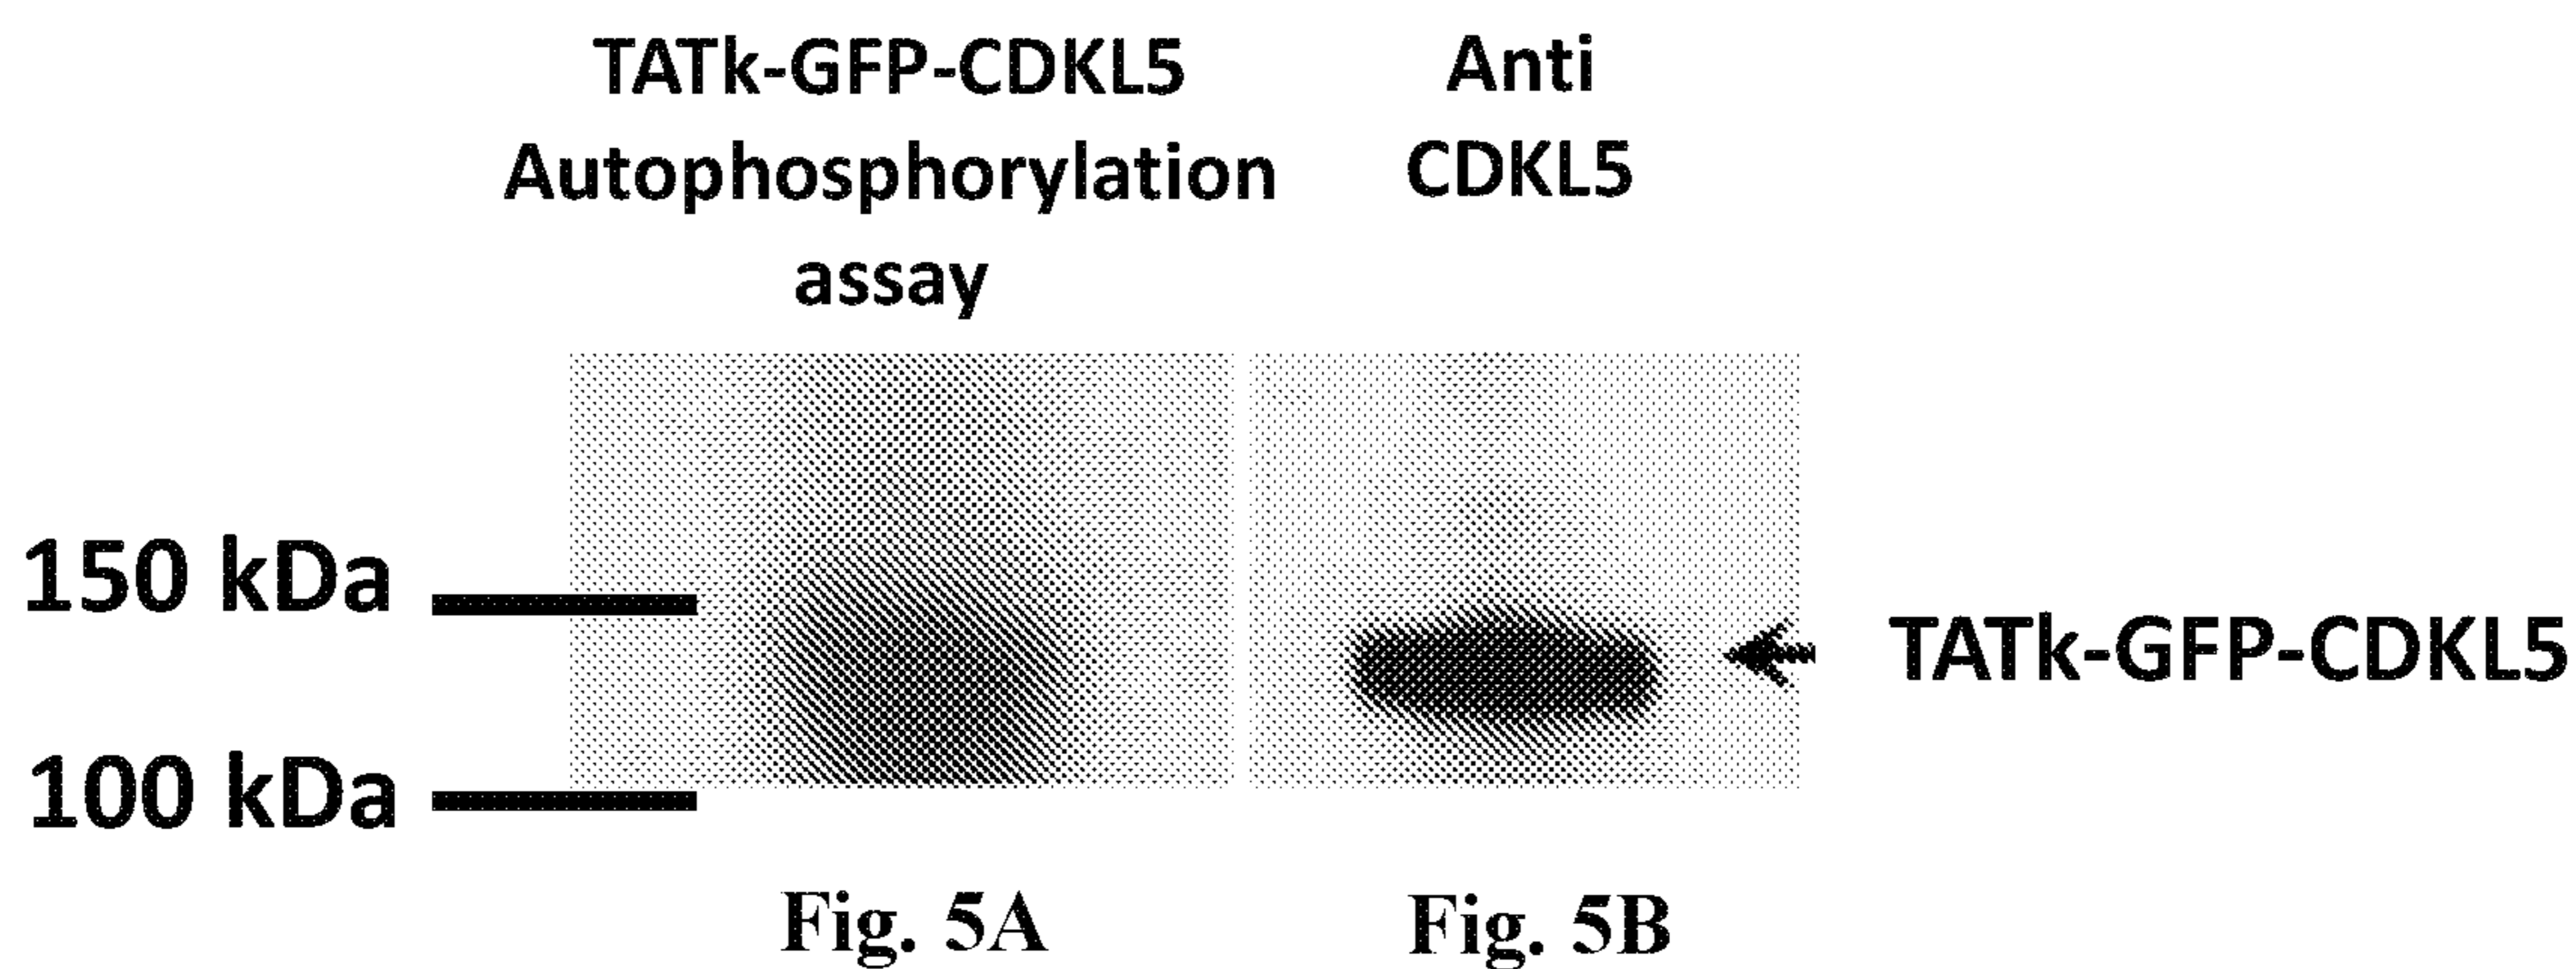 TATk-GFP-CDKL5
Autophosphorylation
assay
Anti
CDKL5
150 kDa
100 kDa
TATk-GFP-CDKL5
Fig. 5A
Fig. 5B